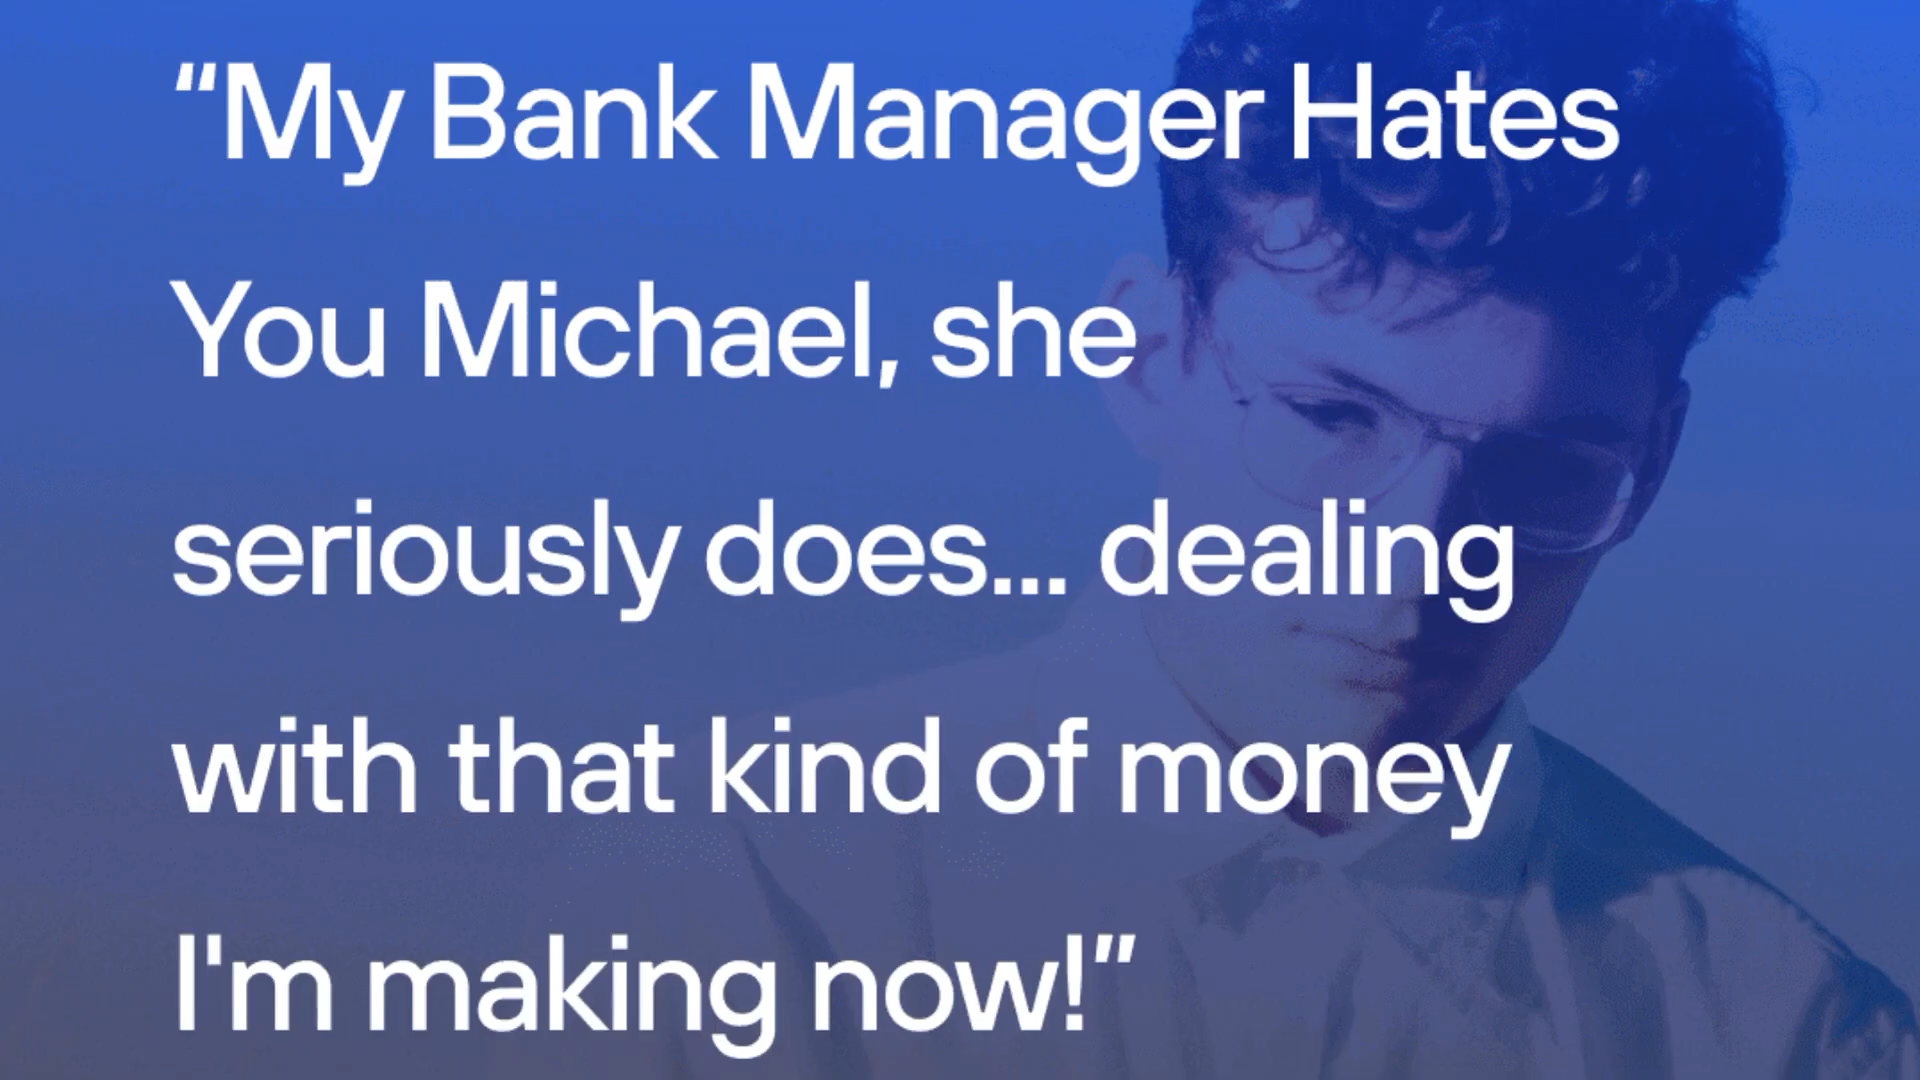 “My Bank Manager Hates
You Michael, she
seriously does... dealing
with that kind of money
I'm making now!”